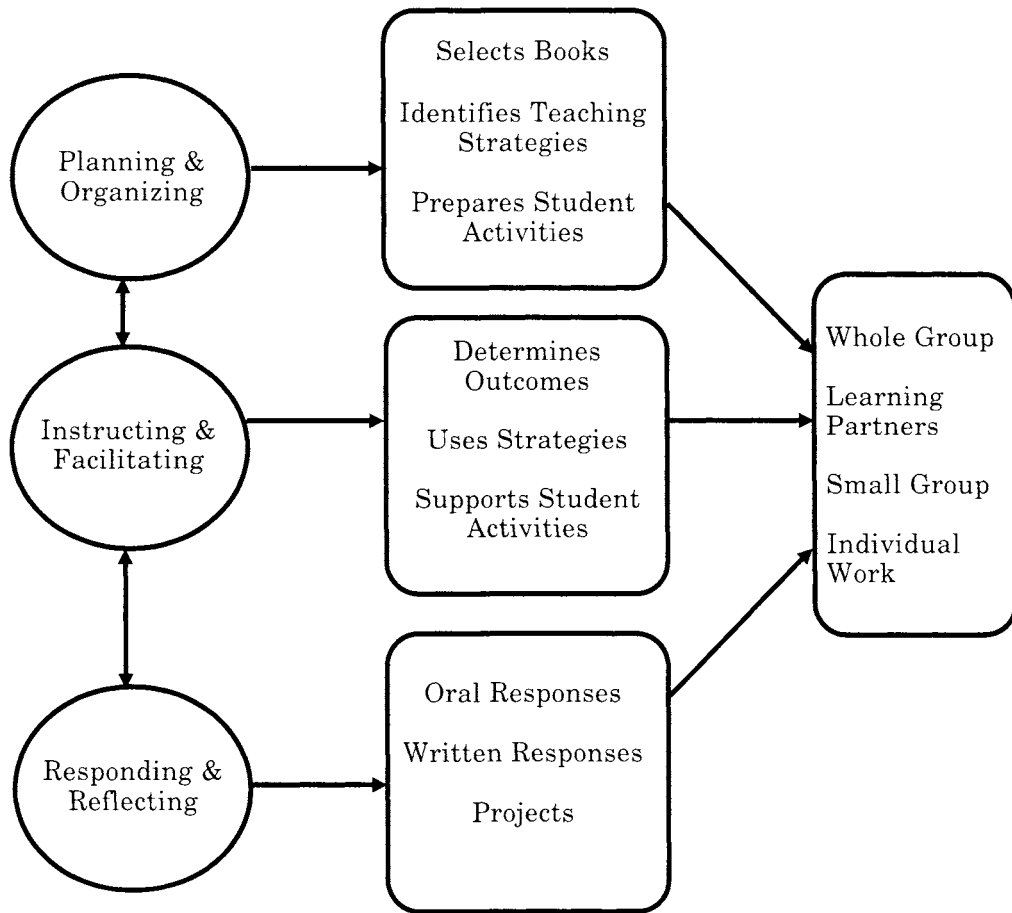 Planning &
Organizing
Selects Books
Identifies Teaching
Strategies
Prepares Student
Activities
Instructing &
Facilitating
Determines
Outcomes
Uses Strategies
Supports Student
Activities
Responding &
Reflecting
Oral Responses
Written Responses
Projects
Whole Group
Learning
Partners
Small Group
Individual
Work